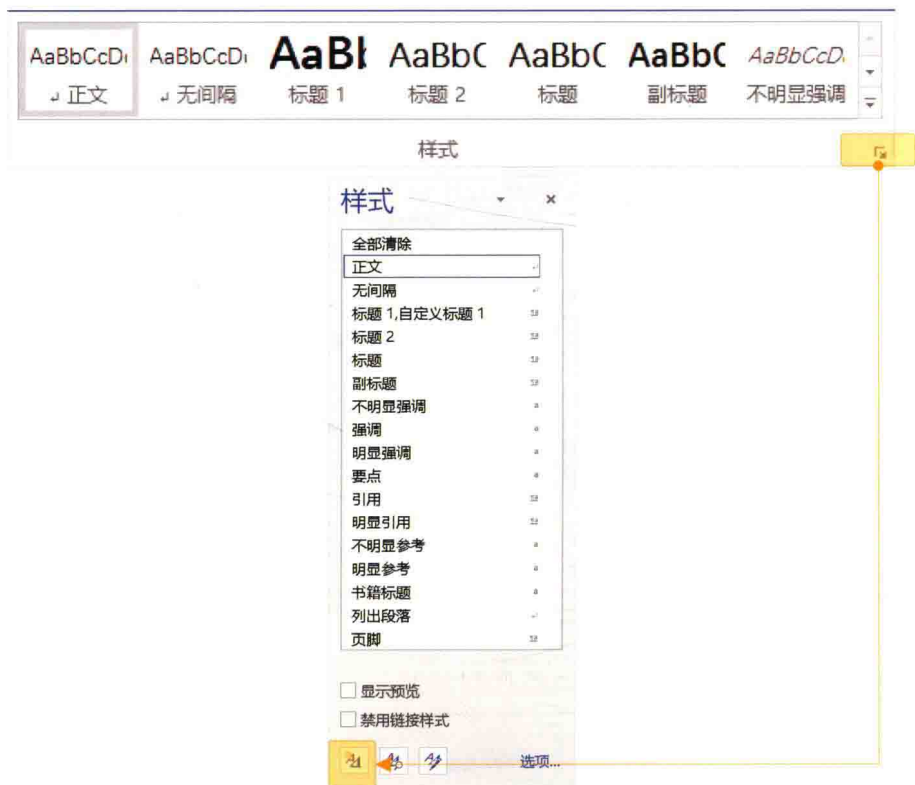 AaBbCcD AaBbCcD AaBl AaBbC AaBbC AaBbC AaBbCcD
正文 无间隔 标题 1 标题 2 标题 副标题 不明显强调
样式
样式
全部清除
正文
无间隔
标题 1,自定义标题 1
标题 2
标题
副标题
不明显强调
强调
明显强调
要点
引用
明显引用
不明显参考
明显参考
书籍标题
列出段落
页脚
显示预览
禁用链接样式
选项...